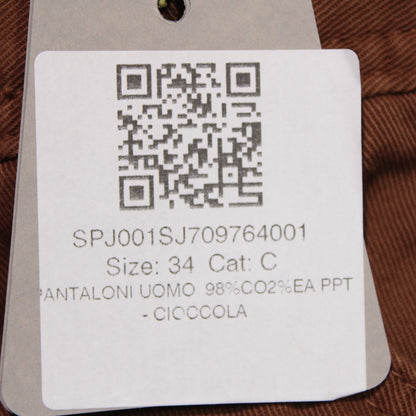 SPJ001SJ709764001
Size: 34 Cat: C
PANTALONI UOMO 98%CO2%EA PPT
- CIOCCOLA